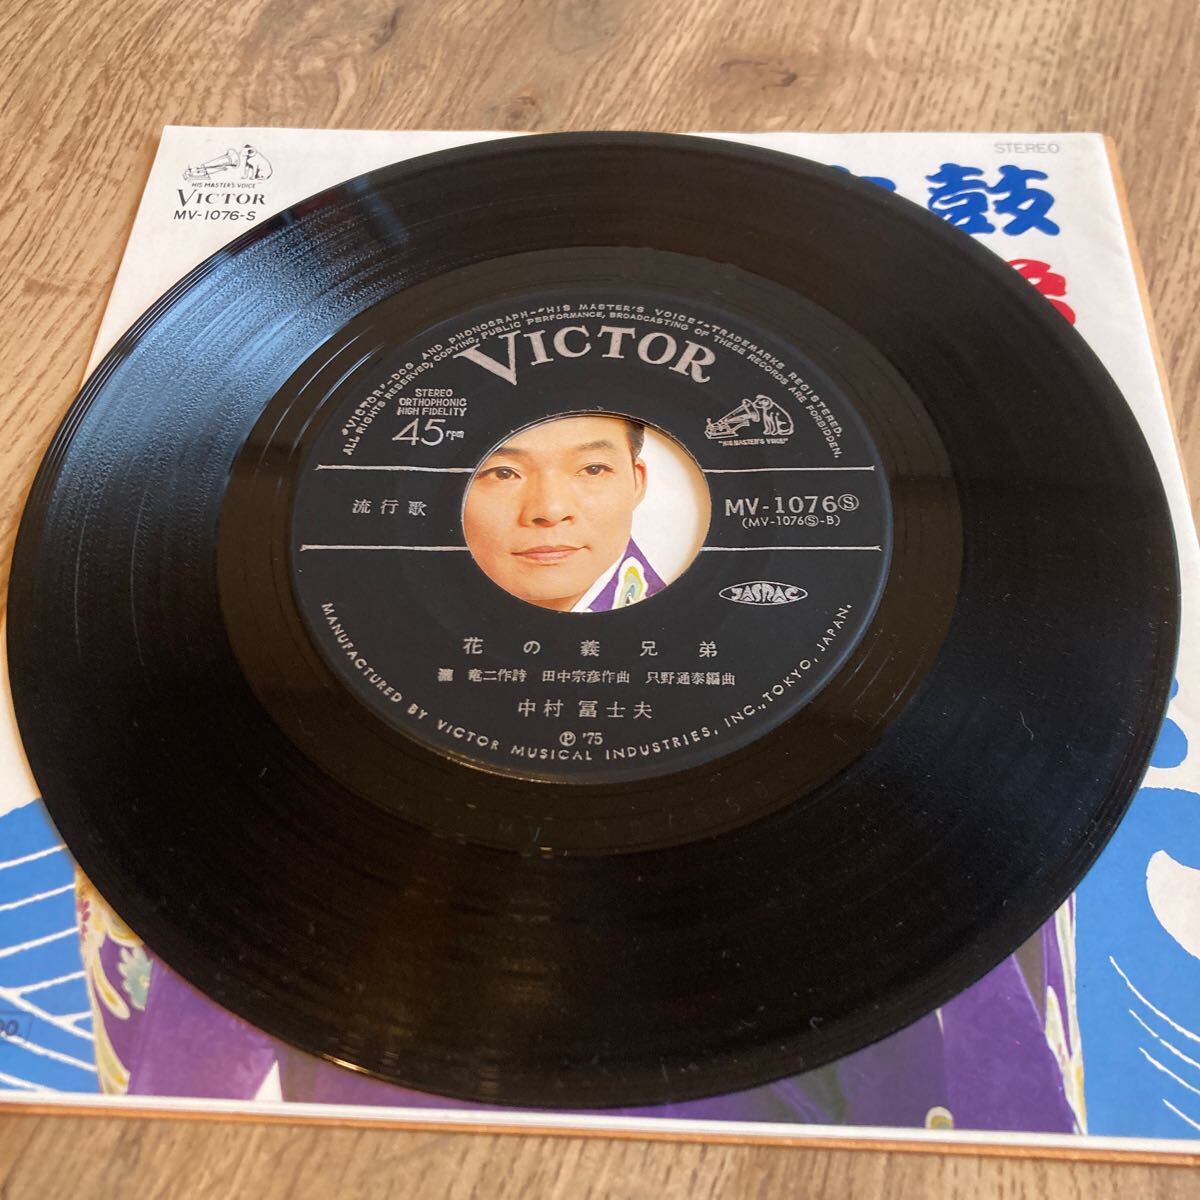 HIS MASTER'S VOICE
VICTOR
MV-1076-S
STEREO
鼓
"VICTOR"-DOG AND PHONOGRAPH-"HIS MASTER'S VOICE"-TRADEMARKS REGISTERED.
ALL RIGHTS RESERVED, COPYING, PUBLIC PERFORMANCE, BROADCASTING OF THESE RECORDS ARE FORBIDDEN.
VICTOR
STEREO
ORTHOPHONIC
HIGH FIDELITY
45 rpm
"HIS MASTER'S VOICE"
流行歌
MV-1076Ⓢ
(MV-1076Ⓢ-B)
JASRAC
花の義兄弟
瀧 竜二作詩 田中宗彦作曲 只野通泰編曲
中村冨士夫
Ⓟ '75
MANUFACTURED BY VICTOR MUSICAL INDUSTRIES, INC., TOKYO, JAPAN.